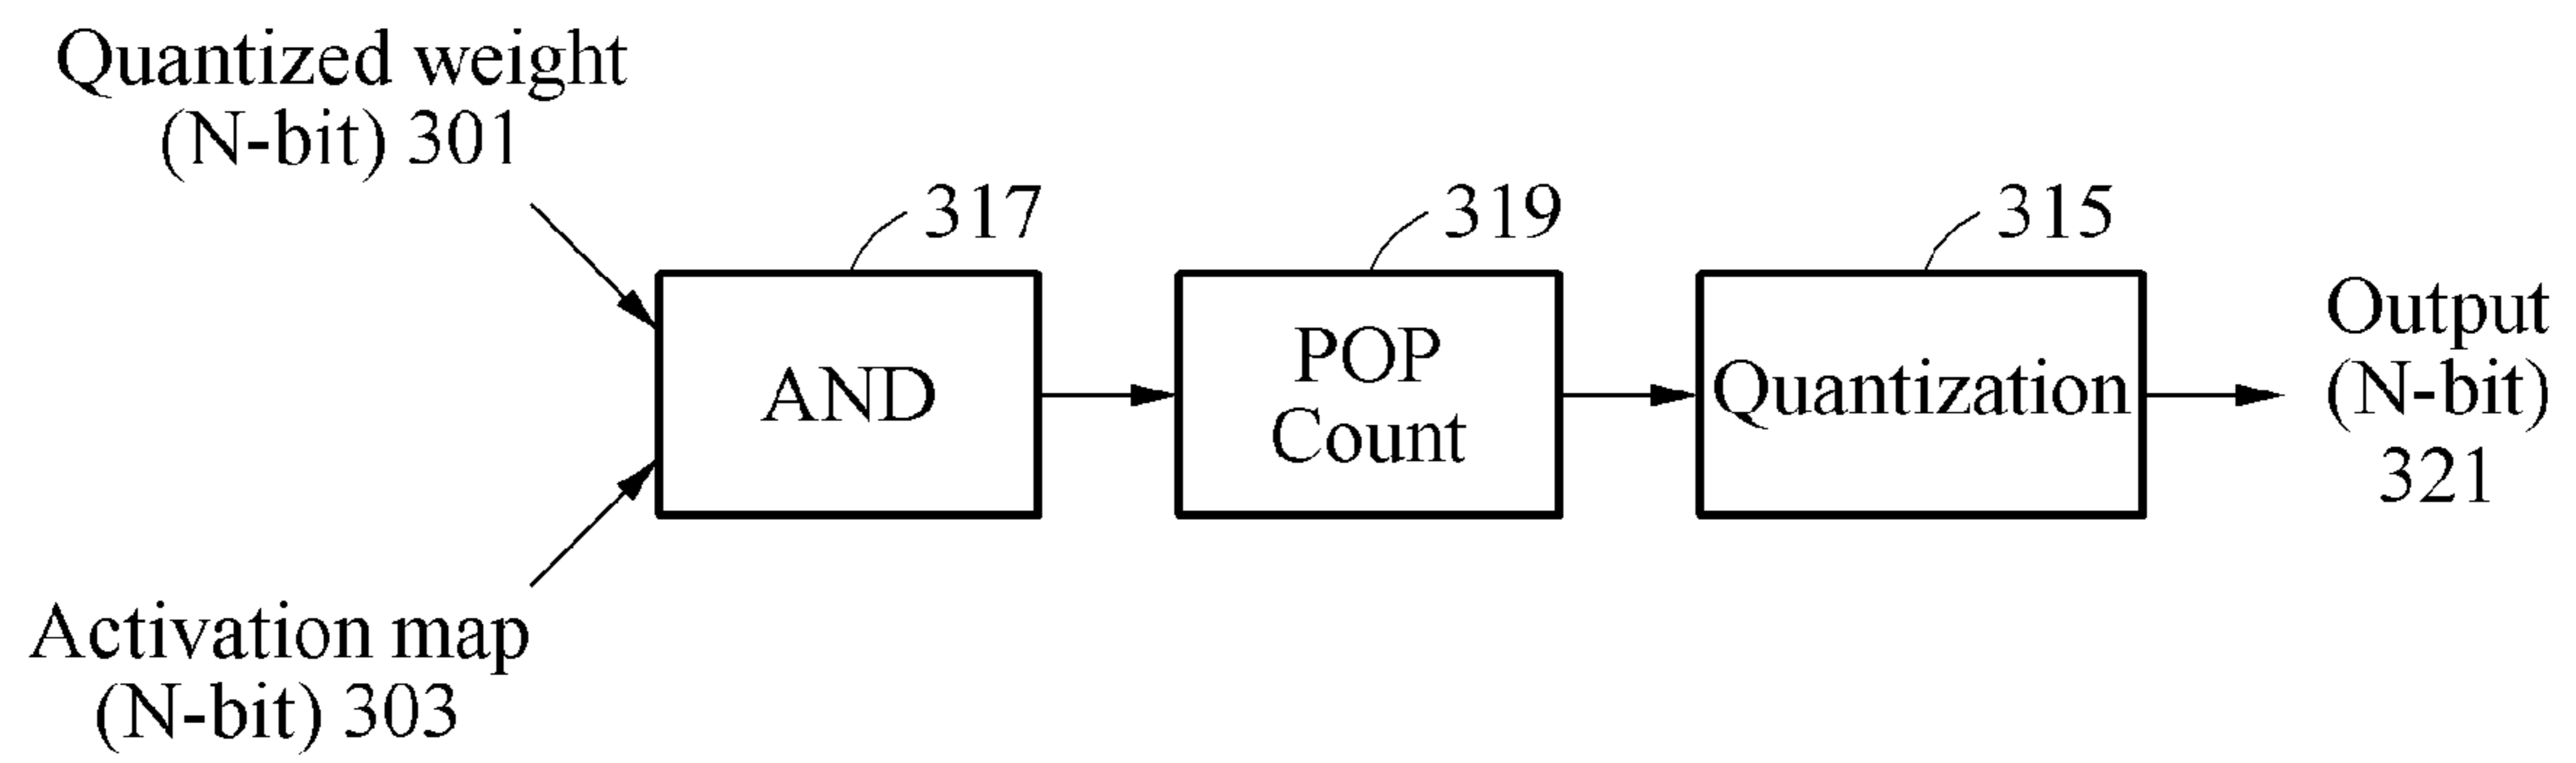 Quantized weight
(N-bit) 301
317
319
315
AND
POP
Count
Quantization
Output
(N-bit)
321
Activation map
(N-bit) 303